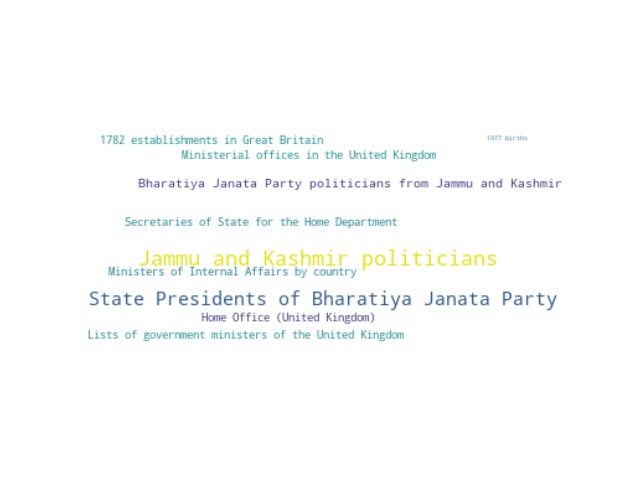 1782 establishments in Great Britain
1977 births
Ministerial offices in the United Kingdom
Bharatiya Janata Party politicians from Jammu and Kashmir
Secretaries of State for the Home Department
Jammu and Kashmir politicians
Ministers of Internal Affairs by country
State Presidents of Bharatiya Janata Party
Home Office (United Kingdom)
Lists of government ministers of the United Kingdom